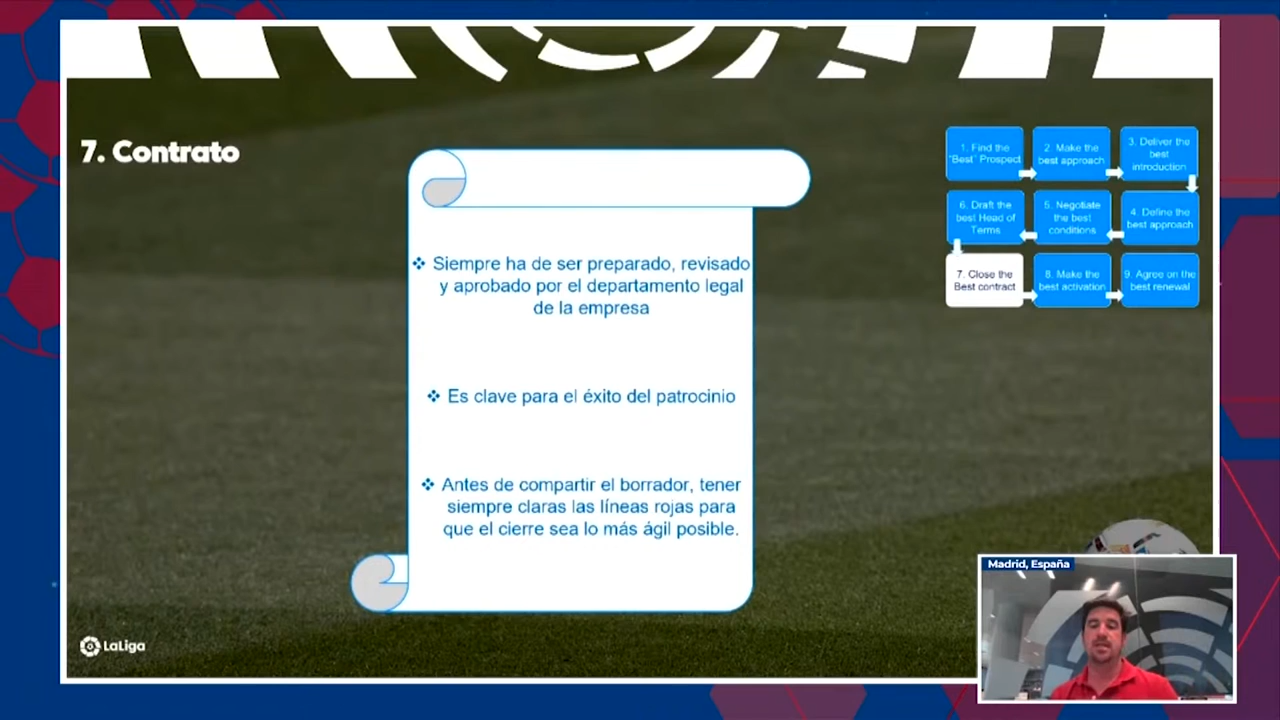 7. Contrato
❖ Siempre ha de ser preparado, revisado
y aprobado por el departamento legal
de la empresa
❖ Es clave para el éxito del patrocinio
❖ Antes de compartir el borrador, tener
siempre claras las líneas rojas para
que el cierre sea lo más ágil posible.
1. Find the
"Best" Prospect
2. Make the
best approach
3. Deliver the
best
introduction
6. Draft the
best Head of
Terms
5. Negotiate
the best
conditions
4. Define the
best approach
7. Close the
Best contract
8. Make the
best activation
9. Agree on the
best renewal
LaLiga
Madrid, España